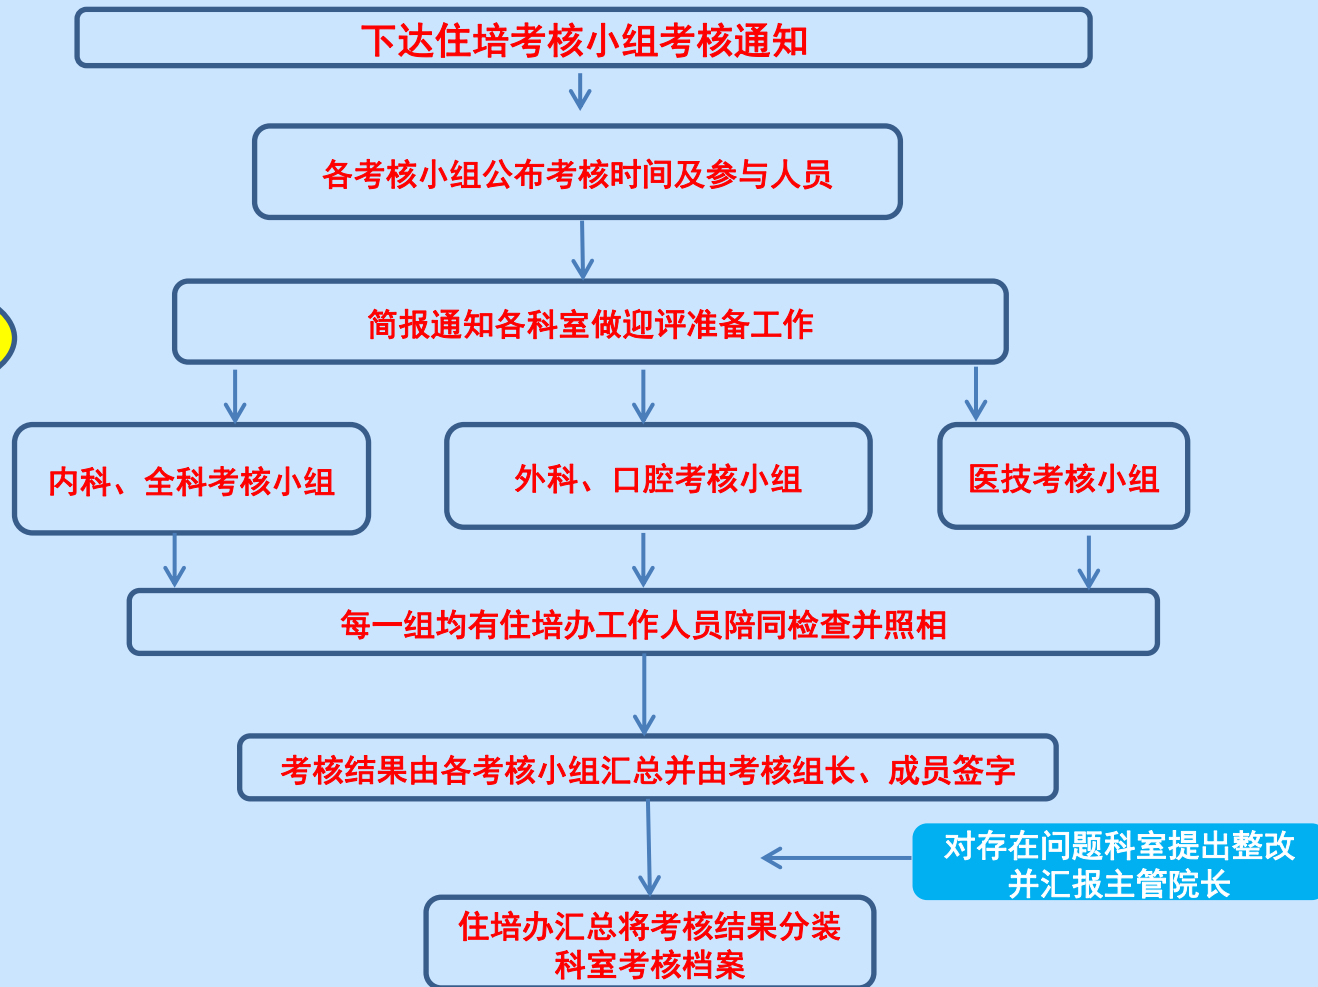 下达住培考核小组考核通知
各考核小组公布考核时间及参与人员
简报通知各科室做迎评准备工作
内科、全科考核小组
外科、口腔考核小组
医技考核小组
每一组均有住培办工作人员陪同检查并照相
考核结果由各考核小组汇总并由考核组长、成员签字
对存在问题科室提出整改
并汇报主管院长
住培办汇总将考核结果分装
科室考核档案